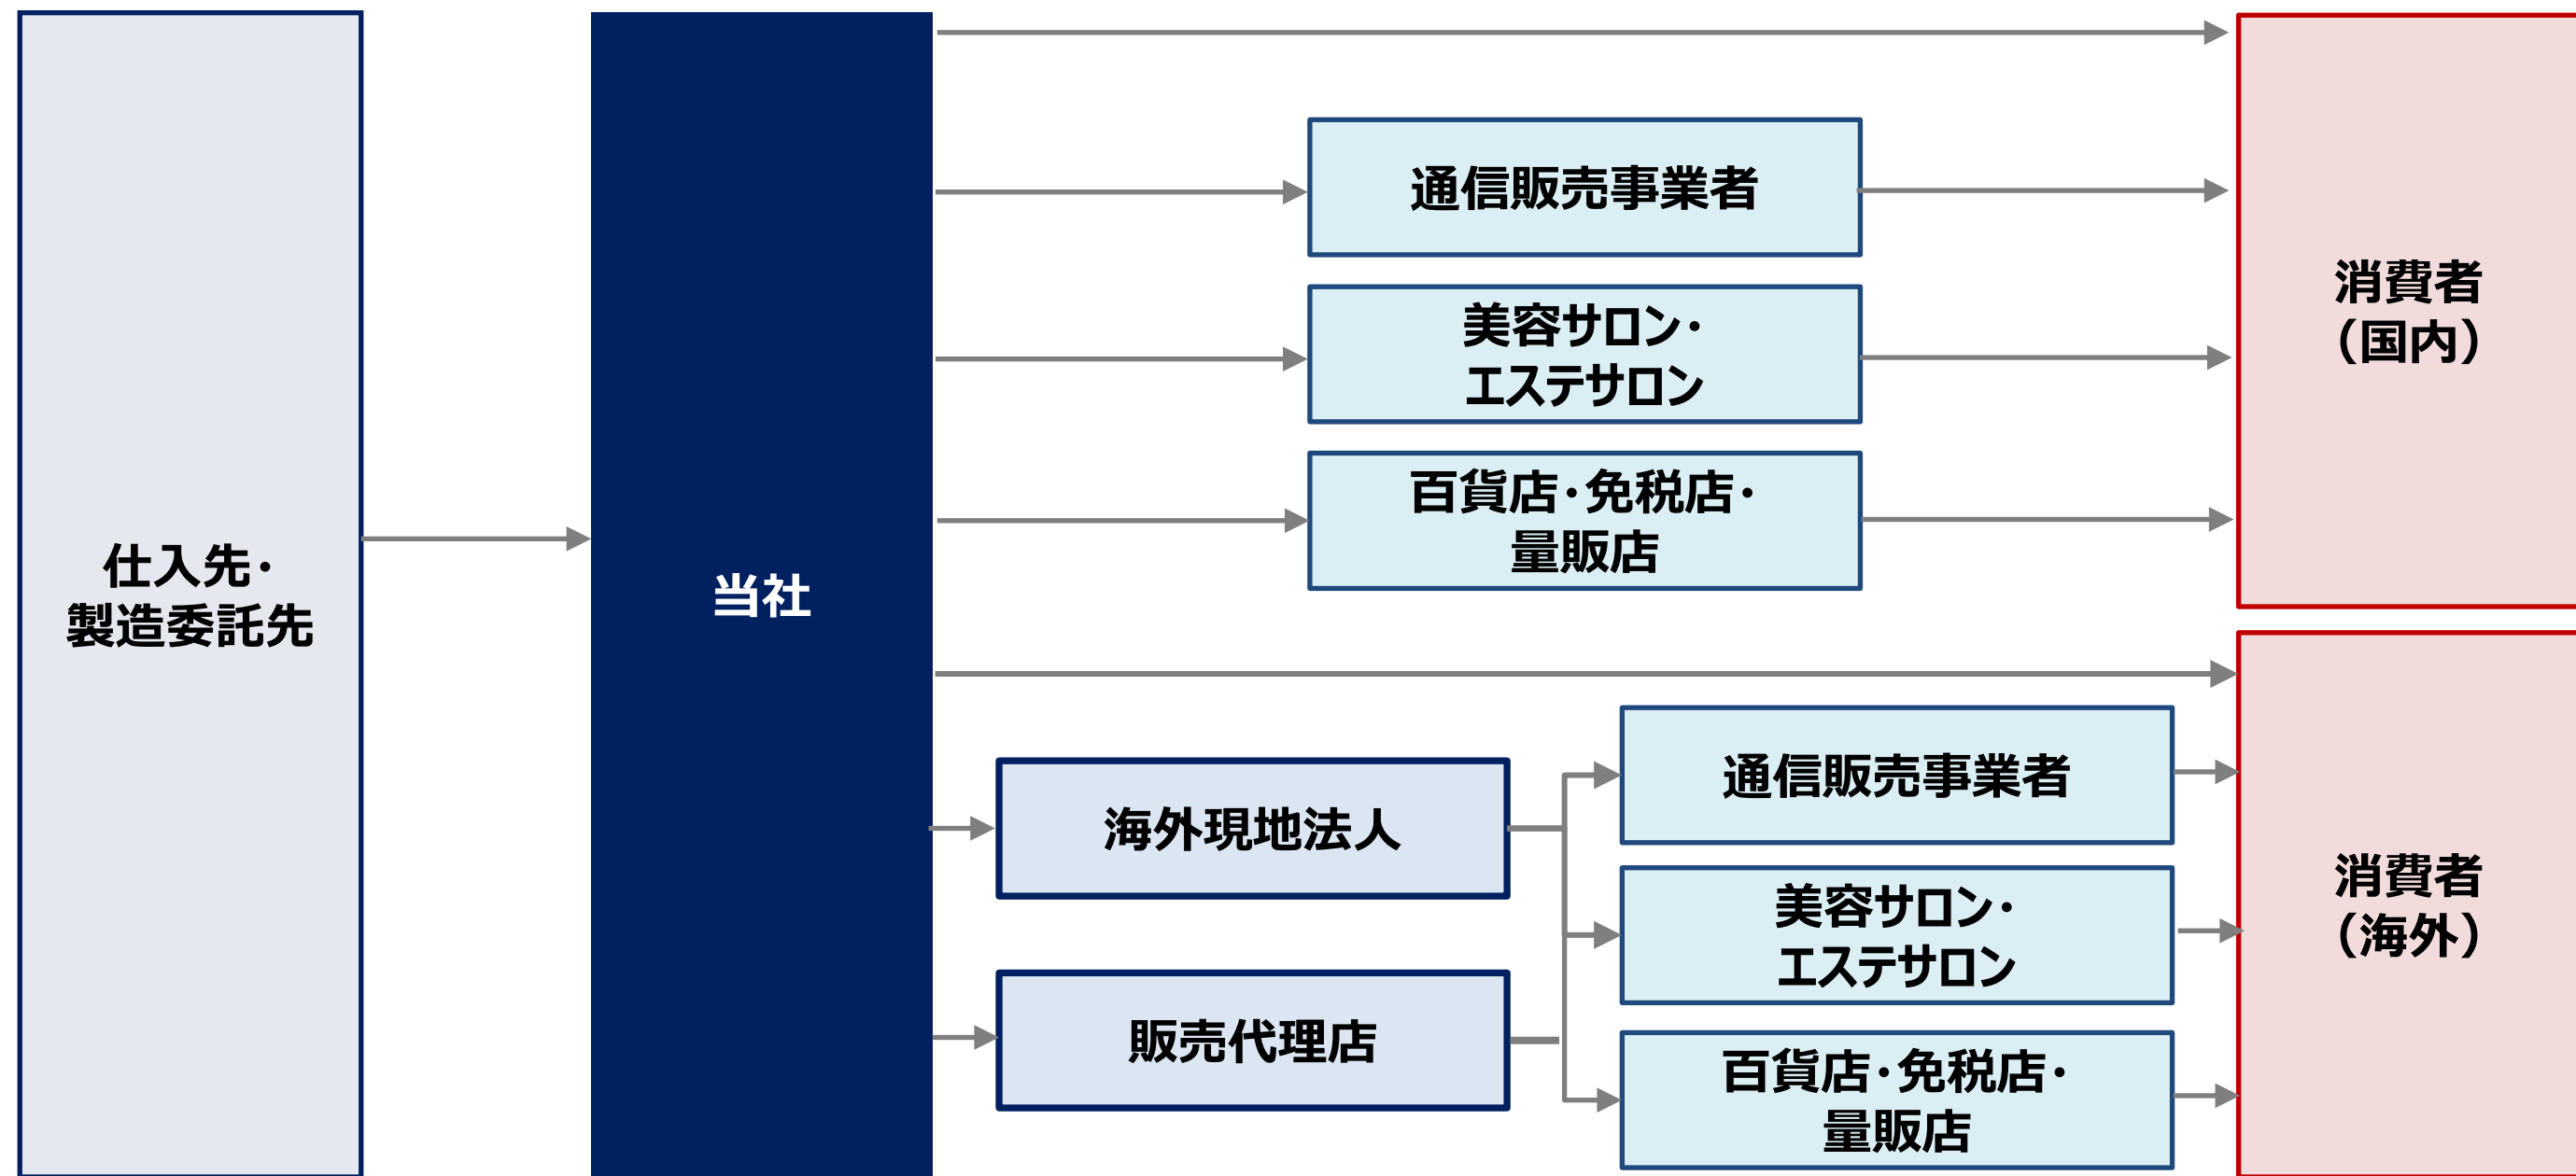 仕入先・
製造委託先
当社
通信販売事業者
美容サロン・
エステサロン
百貨店・免税店・
量販店
消費者
（国内）
海外現地法人
販売代理店
通信販売事業者
美容サロン・
エステサロン
百貨店・免税店・
量販店
消費者
（海外）